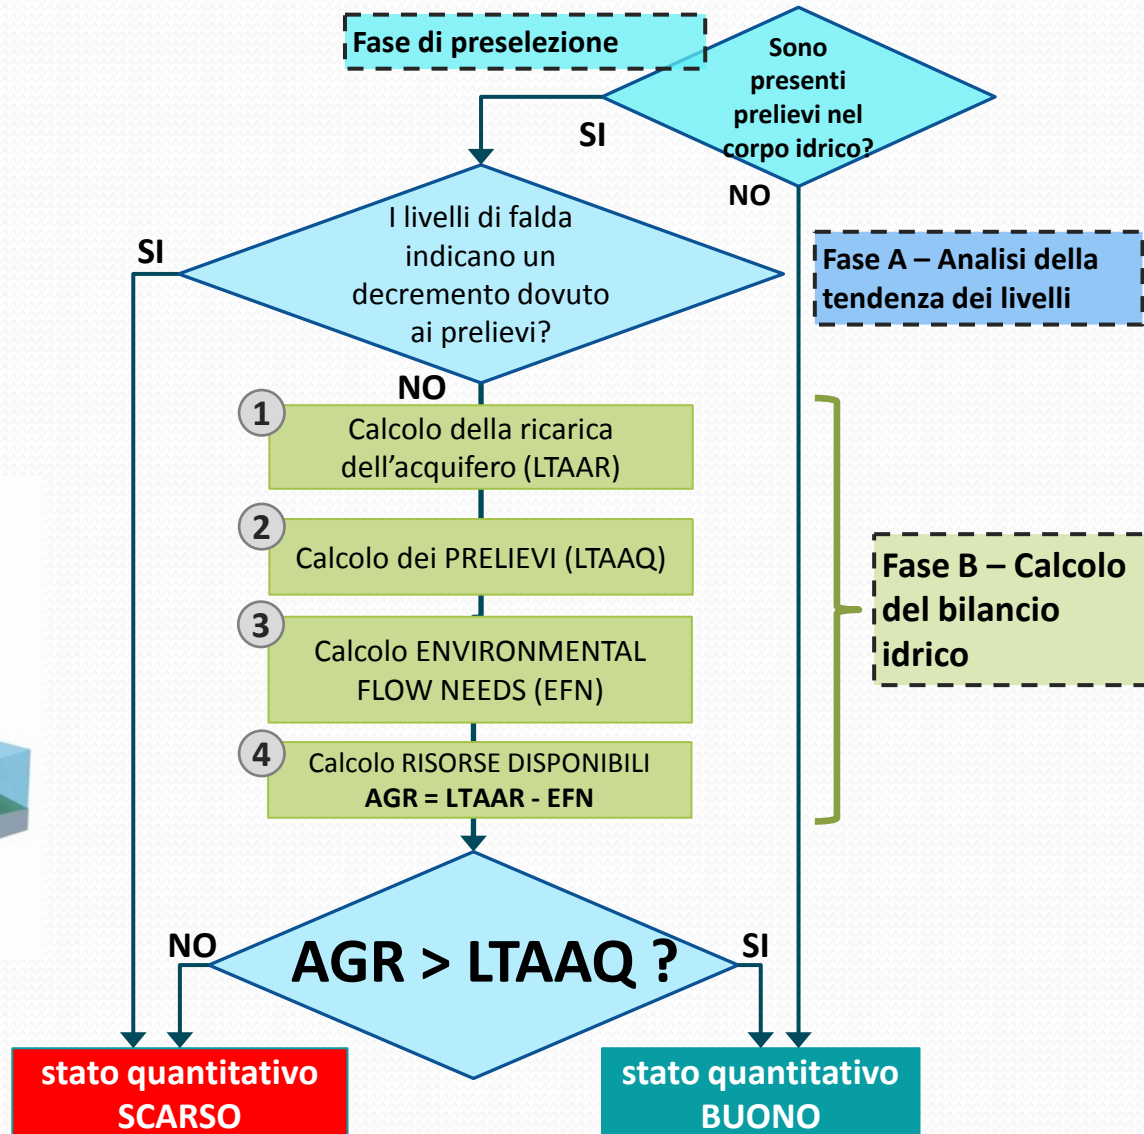 Fase di preselezione
Sono
presenti
prelievi nel
corpo idrico?
SI
NO
I livelli di falda
indicano un
decremento dovuto
ai prelievi?
SI
Fase A – Analisi della
tendenza dei livelli
NO
1
Calcolo della ricarica
dell’acquifero (LTAAR)
2
Calcolo dei PRELIEVI (LTAAQ)
3
Calcolo ENVIRONMENTAL
FLOW NEEDS (EFN)
4
Calcolo RISORSE DISPONIBILI
AGR = LTAAR - EFN
Fase B – Calcolo
del bilancio
idrico
NO
AGR > LTAAQ ?
SI
stato quantitativo
SCARSO
stato quantitativo
BUONO